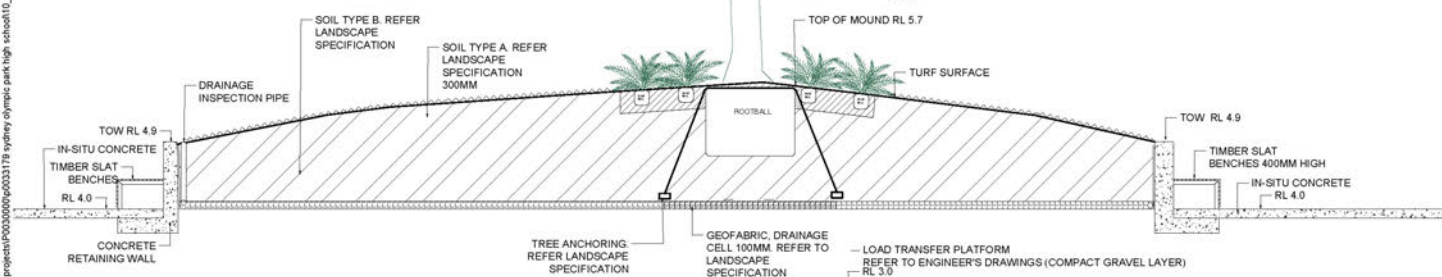 projects\P0030000\p0033179 sydney olympic park high school\10_
SOIL TYPE B. REFER
LANDSCAPE
SPECIFICATION
SOIL TYPE A. REFER
LANDSCAPE
SPECIFICATION
300MM
TOP OF MOUND RL 5.7
TURF SURFACE
DRAINAGE
INSPECTION PIPE
ROOTBALL
TOW RL 4.9
IN-SITU CONCRETE
TIMBER SLAT
BENCHES
RL 4.0
CONCRETE
RETAINING WALL
TOW RL 4.9
TIMBER SLAT
BENCHES 400MM HIGH
IN-SITU CONCRETE
RL 4.0
TREE ANCHORING.
REFER LANDSCAPE
SPECIFICATION
GEOFABRIC, DRAINAGE
CELL 100MM. REFER TO
LANDSCAPE
SPECIFICATION
LOAD TRANSFER PLATFORM
REFER TO ENGINEER'S DRAWINGS (COMPACT GRAVEL LAYER)
RL 3.0